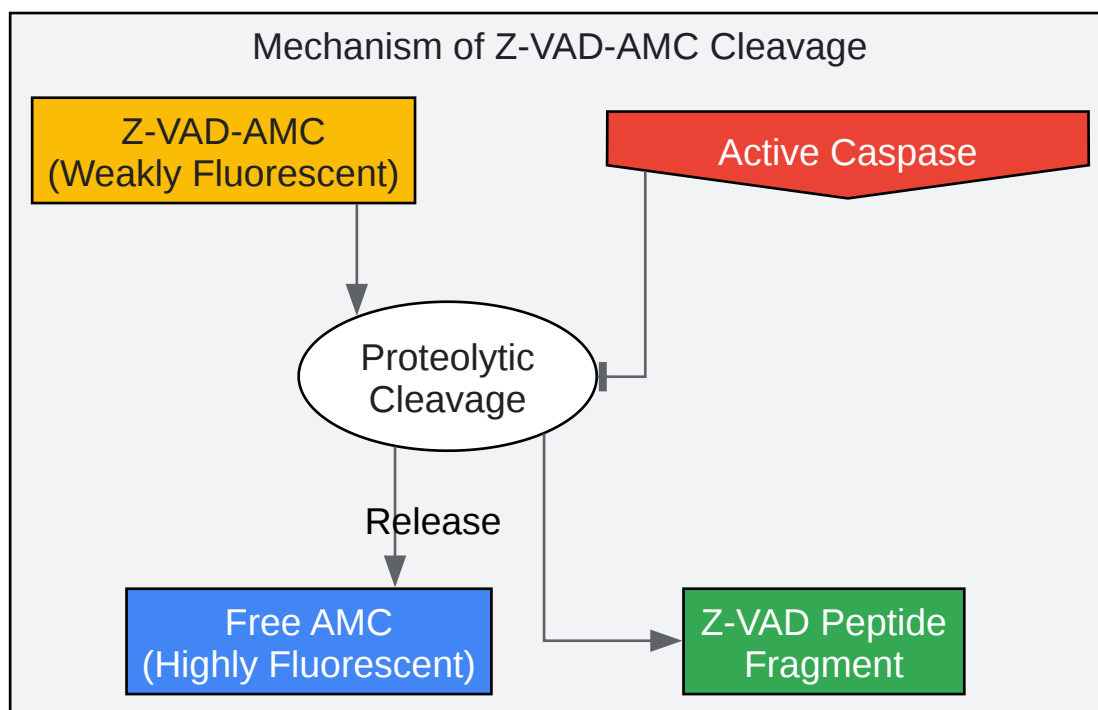 Mechanism of Z-VAD-AMC Cleavage
Z-VAD-AMC
(Weakly Fluorescent)
Active Caspase
Proteolytic
Cleavage
Release
Free AMC
(Highly Fluorescent)
Z-VAD Peptide
Fragment